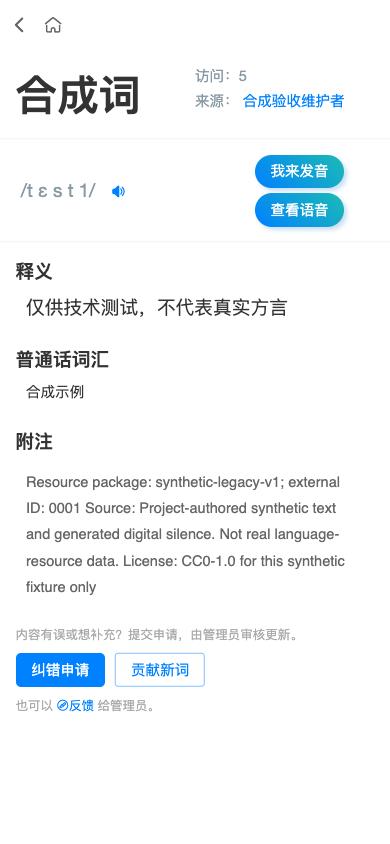 合成词
访问：5
来源： 合成验收维护者
/t ɛ s t 1/
我来发音
查看语音
释义
仅供技术测试，不代表真实方言
普通话词汇
合成示例
附注
Resource package: synthetic-legacy-v1; external
ID: 0001 Source: Project-authored synthetic text
and generated digital silence. Not real language-
resource data. License: CC0-1.0 for this synthetic
fixture only
内容有误或想补充？提交申请，由管理员审核更新。
纠错申请
贡献新词
也可以 反馈 给管理员。